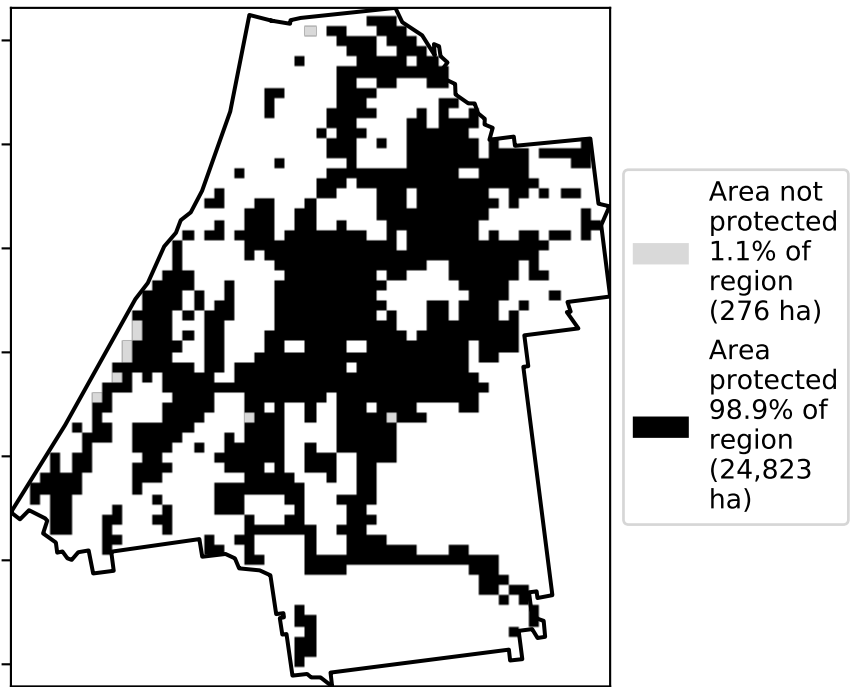 Area not
protected
1.1% of
region
(276 ha)
Area
protected
98.9% of
region
(24,823
ha)